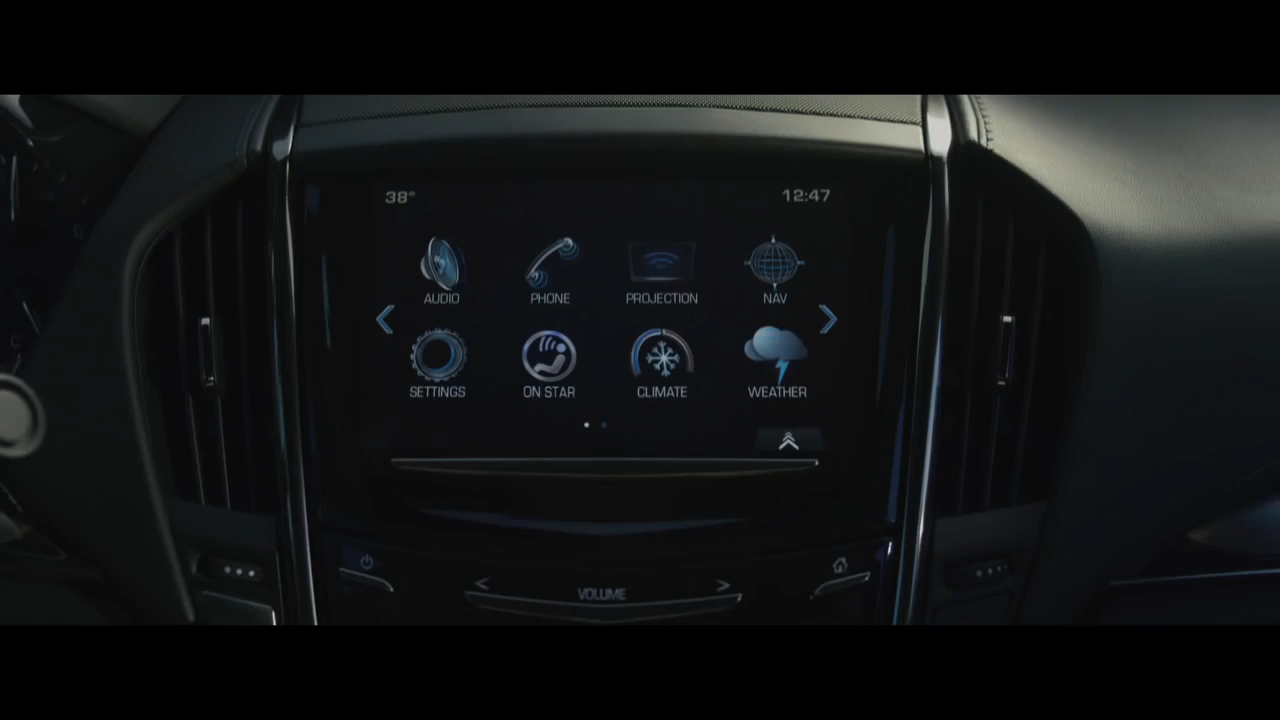 38° 12:47
AUDIO PHONE PROJECTION NAV
SETTINGS ON STAR CLIMATE WEATHER
VOLUME